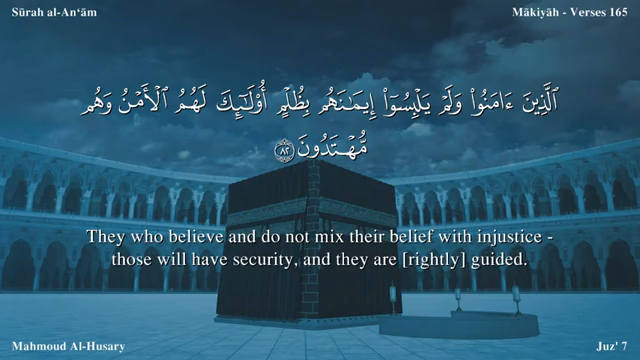 Sūrah al-An‘ām
Mākiyāh - Verses 165
ٱلَّذِينَ ءَامَنُوا۟ وَلَمْ يَلْبِسُوٓا۟ إِيمَـٰنَهُم بِظُلْمٍ أُو۟لَـٰٓئِكَ لَهُمُ ٱلْأَمْنُ وَهُم
مُّهْتَدُونَ ٨٢
They who believe and do not mix their belief with injustice -
those will have security, and they are [rightly] guided.
Mahmoud Al-Husary
Juz' 7